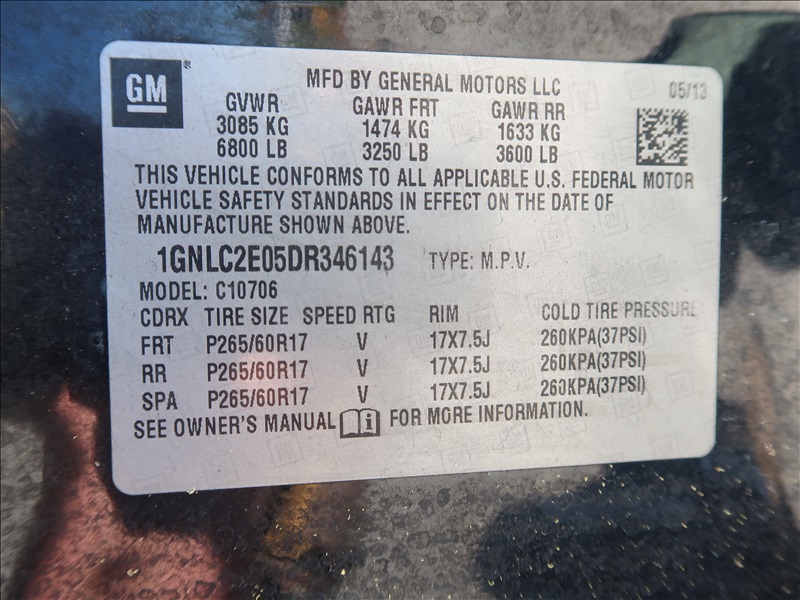 GM® MFD BY GENERAL MOTORS LLC 05/13
GVWR GAWR FRT GAWR RR
3085 KG 1474 KG 1633 KG
6800 LB 3250 LB 3600 LB
THIS VEHICLE CONFORMS TO ALL APPLICABLE U.S. FEDERAL MOTOR
VEHICLE SAFETY STANDARDS IN EFFECT ON THE DATE OF
MANUFACTURE SHOWN ABOVE.
1GNLC2E05DR346143 TYPE: M.P.V.
MODEL: C10706
CDRX TIRE SIZE SPEED RTG RIM COLD TIRE PRESSURE
FRT P265/60R17 V 17X7.5J 260KPA(37PSI)
RR P265/60R17 V 17X7.5J 260KPA(37PSI)
SPA P265/60R17 V 17X7.5J 260KPA(37PSI)
SEE OWNER'S MANUAL i FOR MORE INFORMATION.